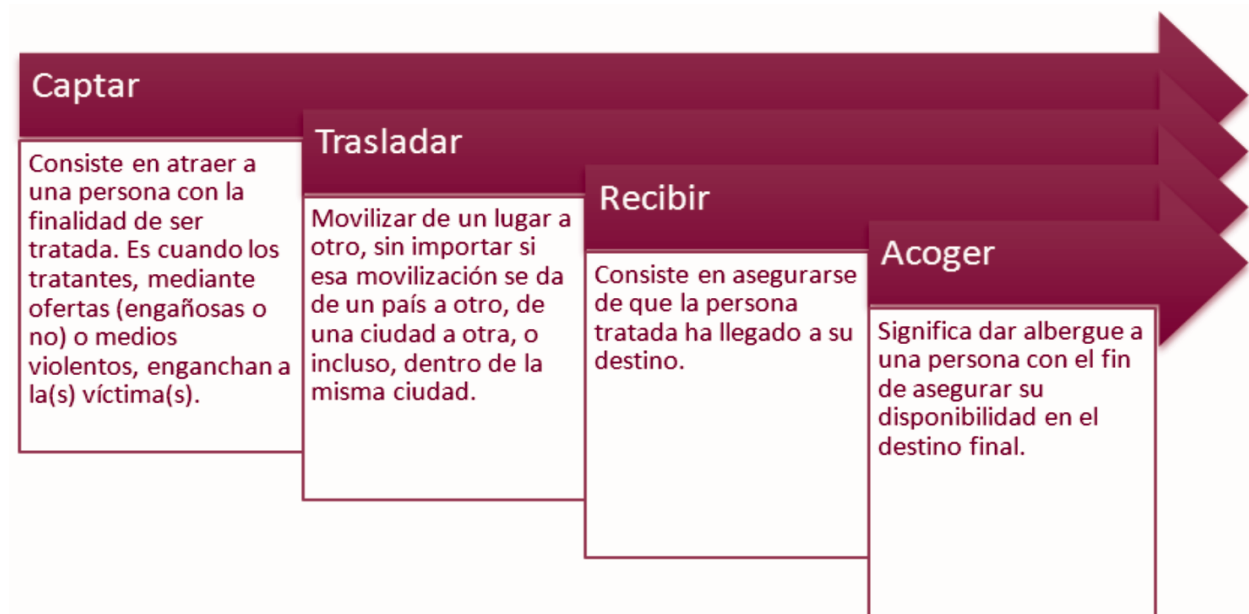 Captar
Consiste en atraer a
una persona con la
finalidad de ser
tratada. Es cuando los
tratantes, mediante
ofertas (engañosas o
no) o medios
violentos, enganchan a
la(s) víctima(s).
Trasladar
Movilizar de un lugar a
otro, sin importar si
esa movilización se da
de un país a otro, de
una ciudad a otra, o
incluso, dentro de la
misma ciudad.
Recibir
Consiste en asegurarse
de que la persona
tratada ha llegado a su
destino.
Acoger
Significa dar albergue a
una persona con el fin
de asegurar su
disponibilidad en el
destino final.